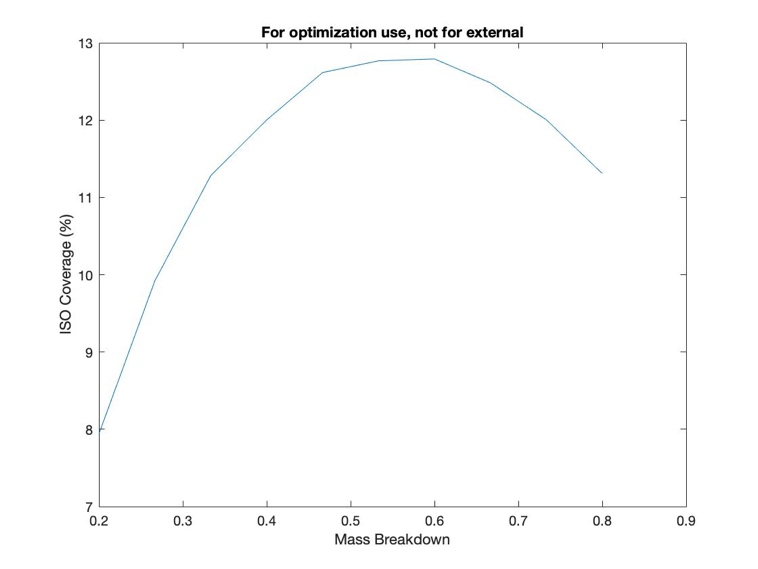 For optimization use, not for external
13
12
11
10
9
8
7
ISO Coverage (%)
0.2 0.3 0.4 0.5 0.6 0.7 0.8 0.9
Mass Breakdown